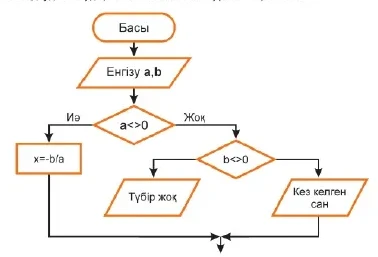 Басы
Енгізу a,b
Иә
a<>0
Жоқ
x=-b/a
b<>0
Түбір жоқ
Кез келген
сан